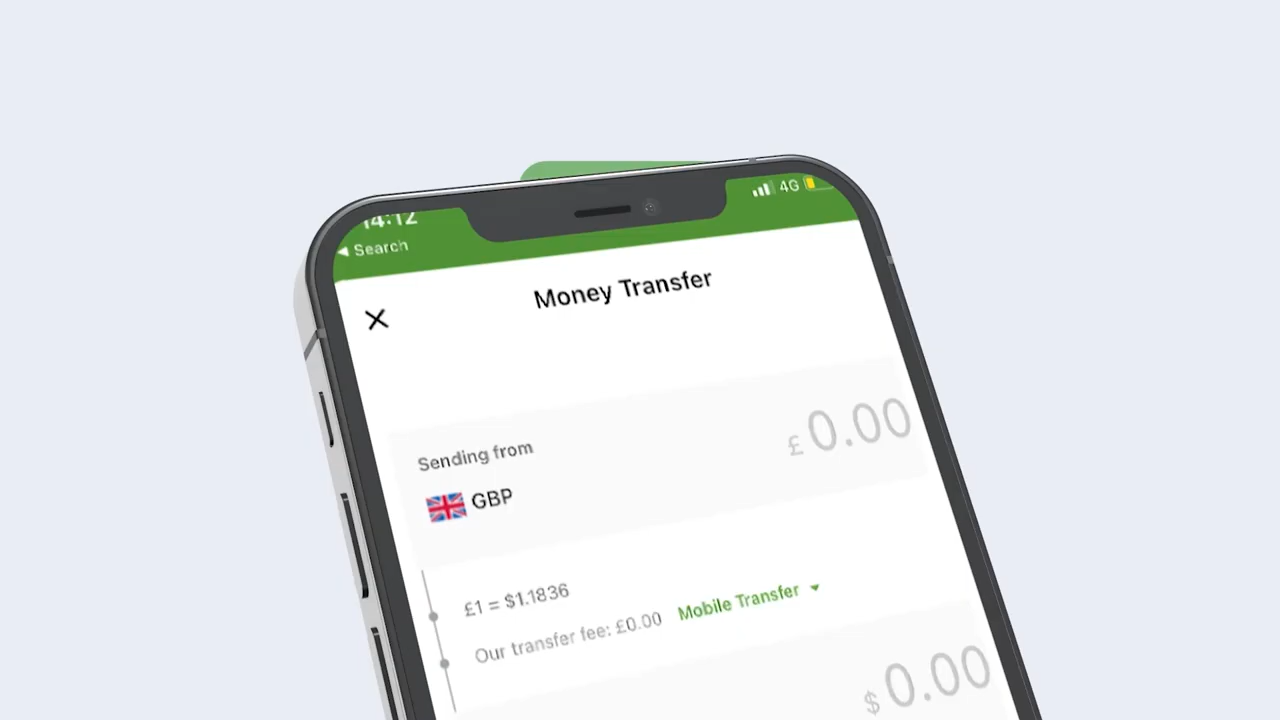 14:12
4G
◀ Search
Money Transfer
Sending from
£0.00
GBP
£1 = $1.1836
Our transfer fee: £0.00 Mobile Transfer
$0.00